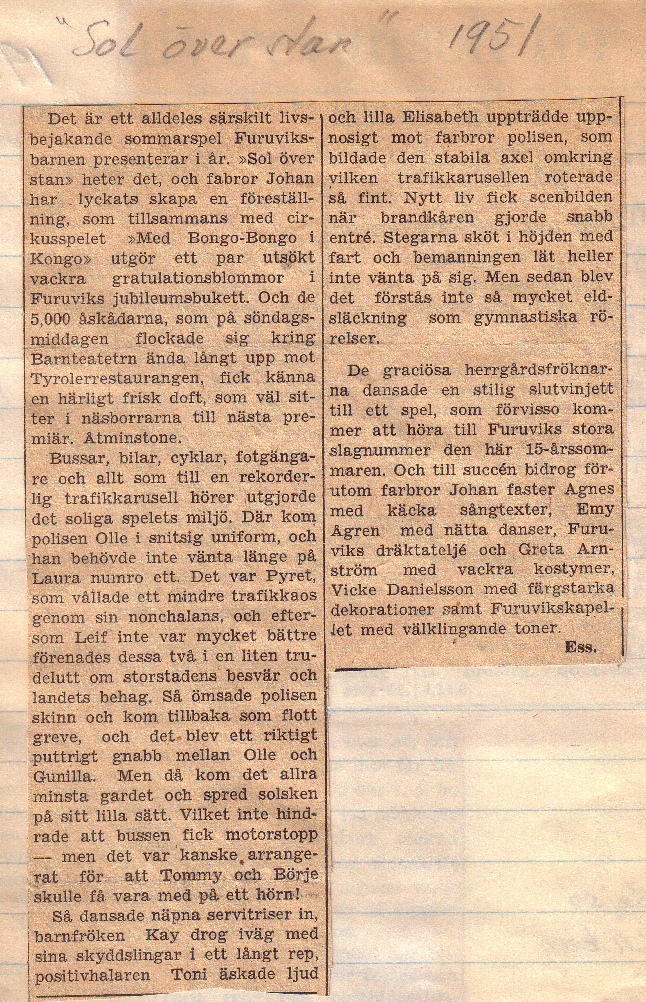 "Sol över stan" 1951
Det är ett alldeles särskilt livs-
bejakande sommarspel Furuviks-
barnen presenterar i år. »Sol över
stan» heter det, och fabror Johan
har lyckats skapa en föreställ-
ning, som tillsammans med cir-
kusspelet »Med Bongo-Bongo i
Kongo» utgör ett par utsökt
vackra gratulationsblommor i
Furuviks jubileumsbukett. Och de
5,000 åskådarna, som på söndags-
middagen flockade sig kring
Barnteatetrn ända långt upp mot
Tyrolerrestaurangen, fick känna
en härligt frisk doft, som väl sit-
ter i näsborrarna till nästa pre-
miär. Atminstone.
Bussar, bilar, cyklar, fotgänga-
re och allt som till en rekorder-
lig trafikkarusell hörer utgjorde
det soliga spelets miljö. Där kom
polisen Olle i snitsig uniform, och
han behövde inte vänta länge på
Laura numro ett. Det var Pyret,
som vållade ett mindre trafikkaos
genom sin nonchalans, och efter-
som Leif inte var mycket bättre
förenades dessa två i en liten tru-
delutt om storstadens besvär och
landets behag. Så ömsade polisen
skinn och kom tillbaka som flott
greve, och det blev ett riktigt
puttrigt gnabb mellan Olle och
Gunilla. Men då kom det allra
minsta gardet och spred solsken
på sitt lilla sätt. Vilket inte hind-
rade att bussen fick motorstopp
— men det var kanske arrange-
rat för att Tommy och Börje
skulle få vara med på ett hörn!
Så dansade näpna servitriser in,
barnfröken Kay drog iväg med
sina skyddslingar i ett långt rep,
positivhalaren Toni äskade ljud
och lilla Elisabeth uppträdde upp-
nosigt mot farbror polisen, som
bildade den stabila axel omkring
vilken trafikkarusellen roterade
så fint. Nytt liv fick scenbilden
när brandkåren gjorde snabb
entré. Stegarna sköt i höjden med
fart och bemanningen lät heller
inte vänta på sig. Men sedan blev
det förstås inte så mycket eld-
släckning som gymnastiska rö-
relser.
De graciösa herrgårdsfröknar-
na dansade en stilig slutvinjett
till ett spel, som förvisso kom-
mer att höra till Furuviks stora
slagnummer den här 15-årssom-
maren. Och till succén bidrog för-
utom farbror Johan faster Agnes
med käcka sångtexter, Emy
Agren med nätta danser, Furu-
viks dräktateljé och Greta Arn-
ström med vackra kostymer,
Vicke Danielsson med färgstarka
dekorationer samt Furuvikskapel-
let med välklingande toner.
Ess.